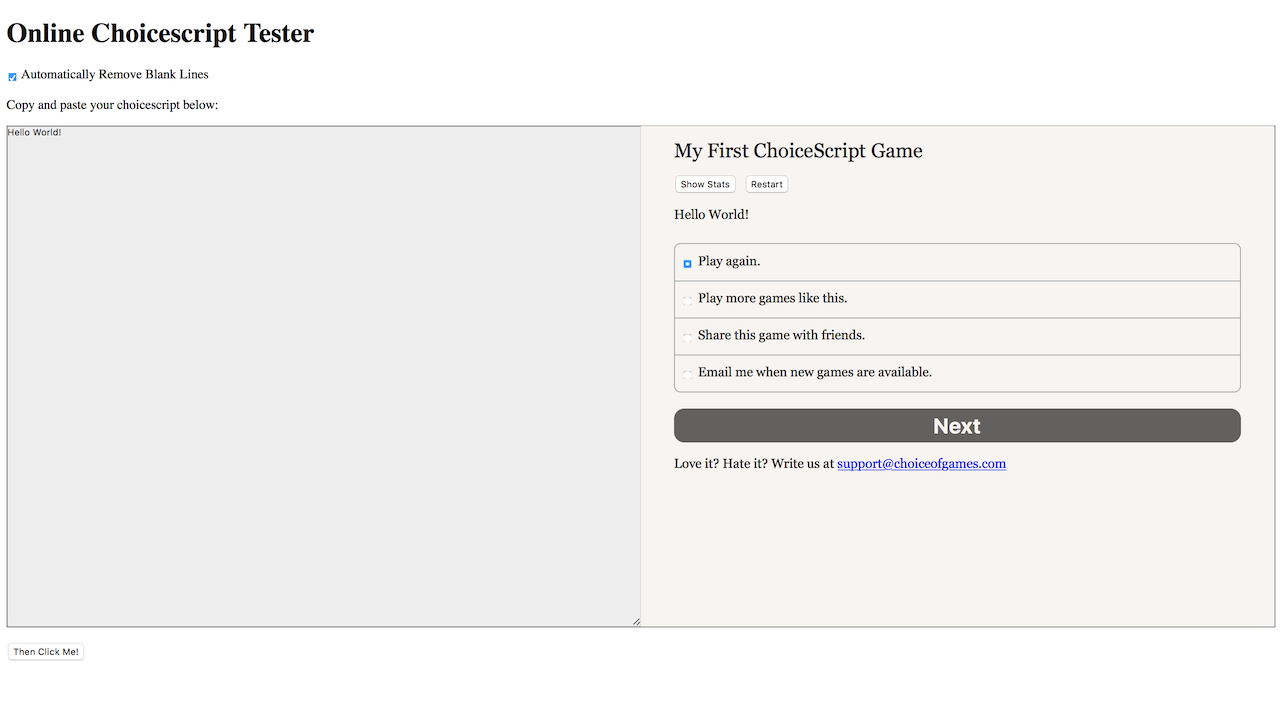 Online Choicescript Tester
Automatically Remove Blank Lines
Copy and paste your choicescript below:
Hello World!
My First ChoiceScript Game
Show Stats Restart
Hello World!
Play again.
Play more games like this.
Share this game with friends.
Email me when new games are available.
Next
Love it? Hate it? Write us at support@choiceofgames.com
Then Click Me!